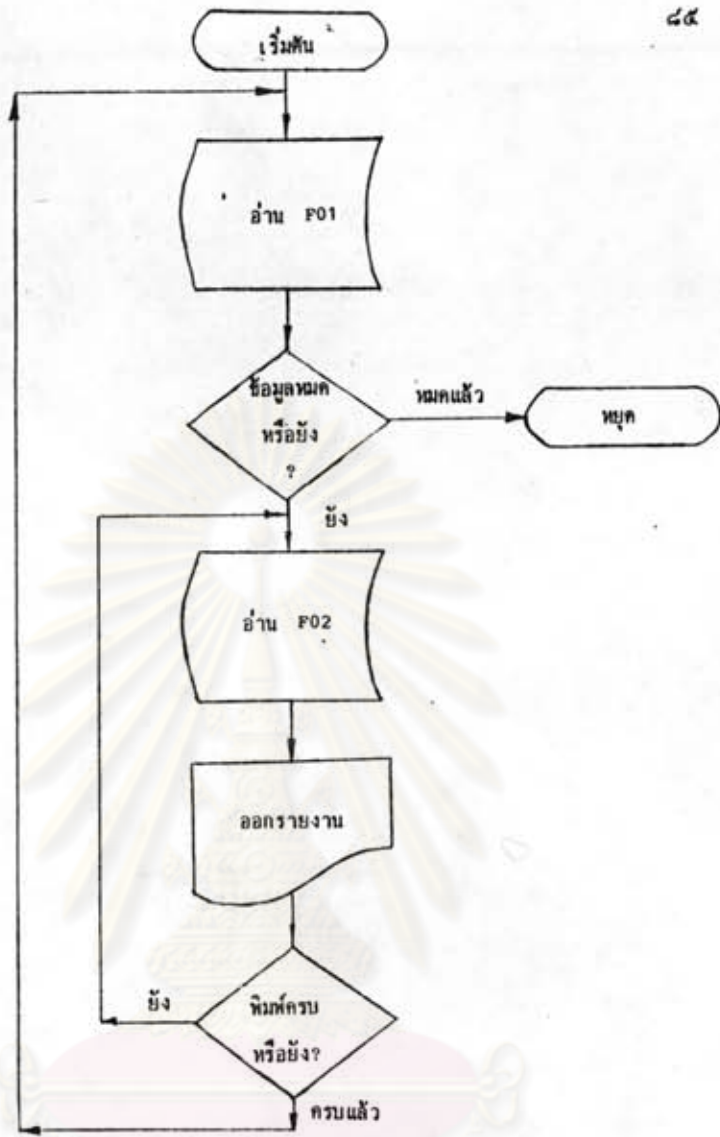 ๘๕
เริ่มต้น
อ่าน F01
ข้อมูลหมด
หรือยัง
?
หมดแล้ว
หยุด
ยัง
อ่าน F02
ออกรายงาน
ยัง
พิมพ์ครบ
หรือยัง?
ครบแล้ว